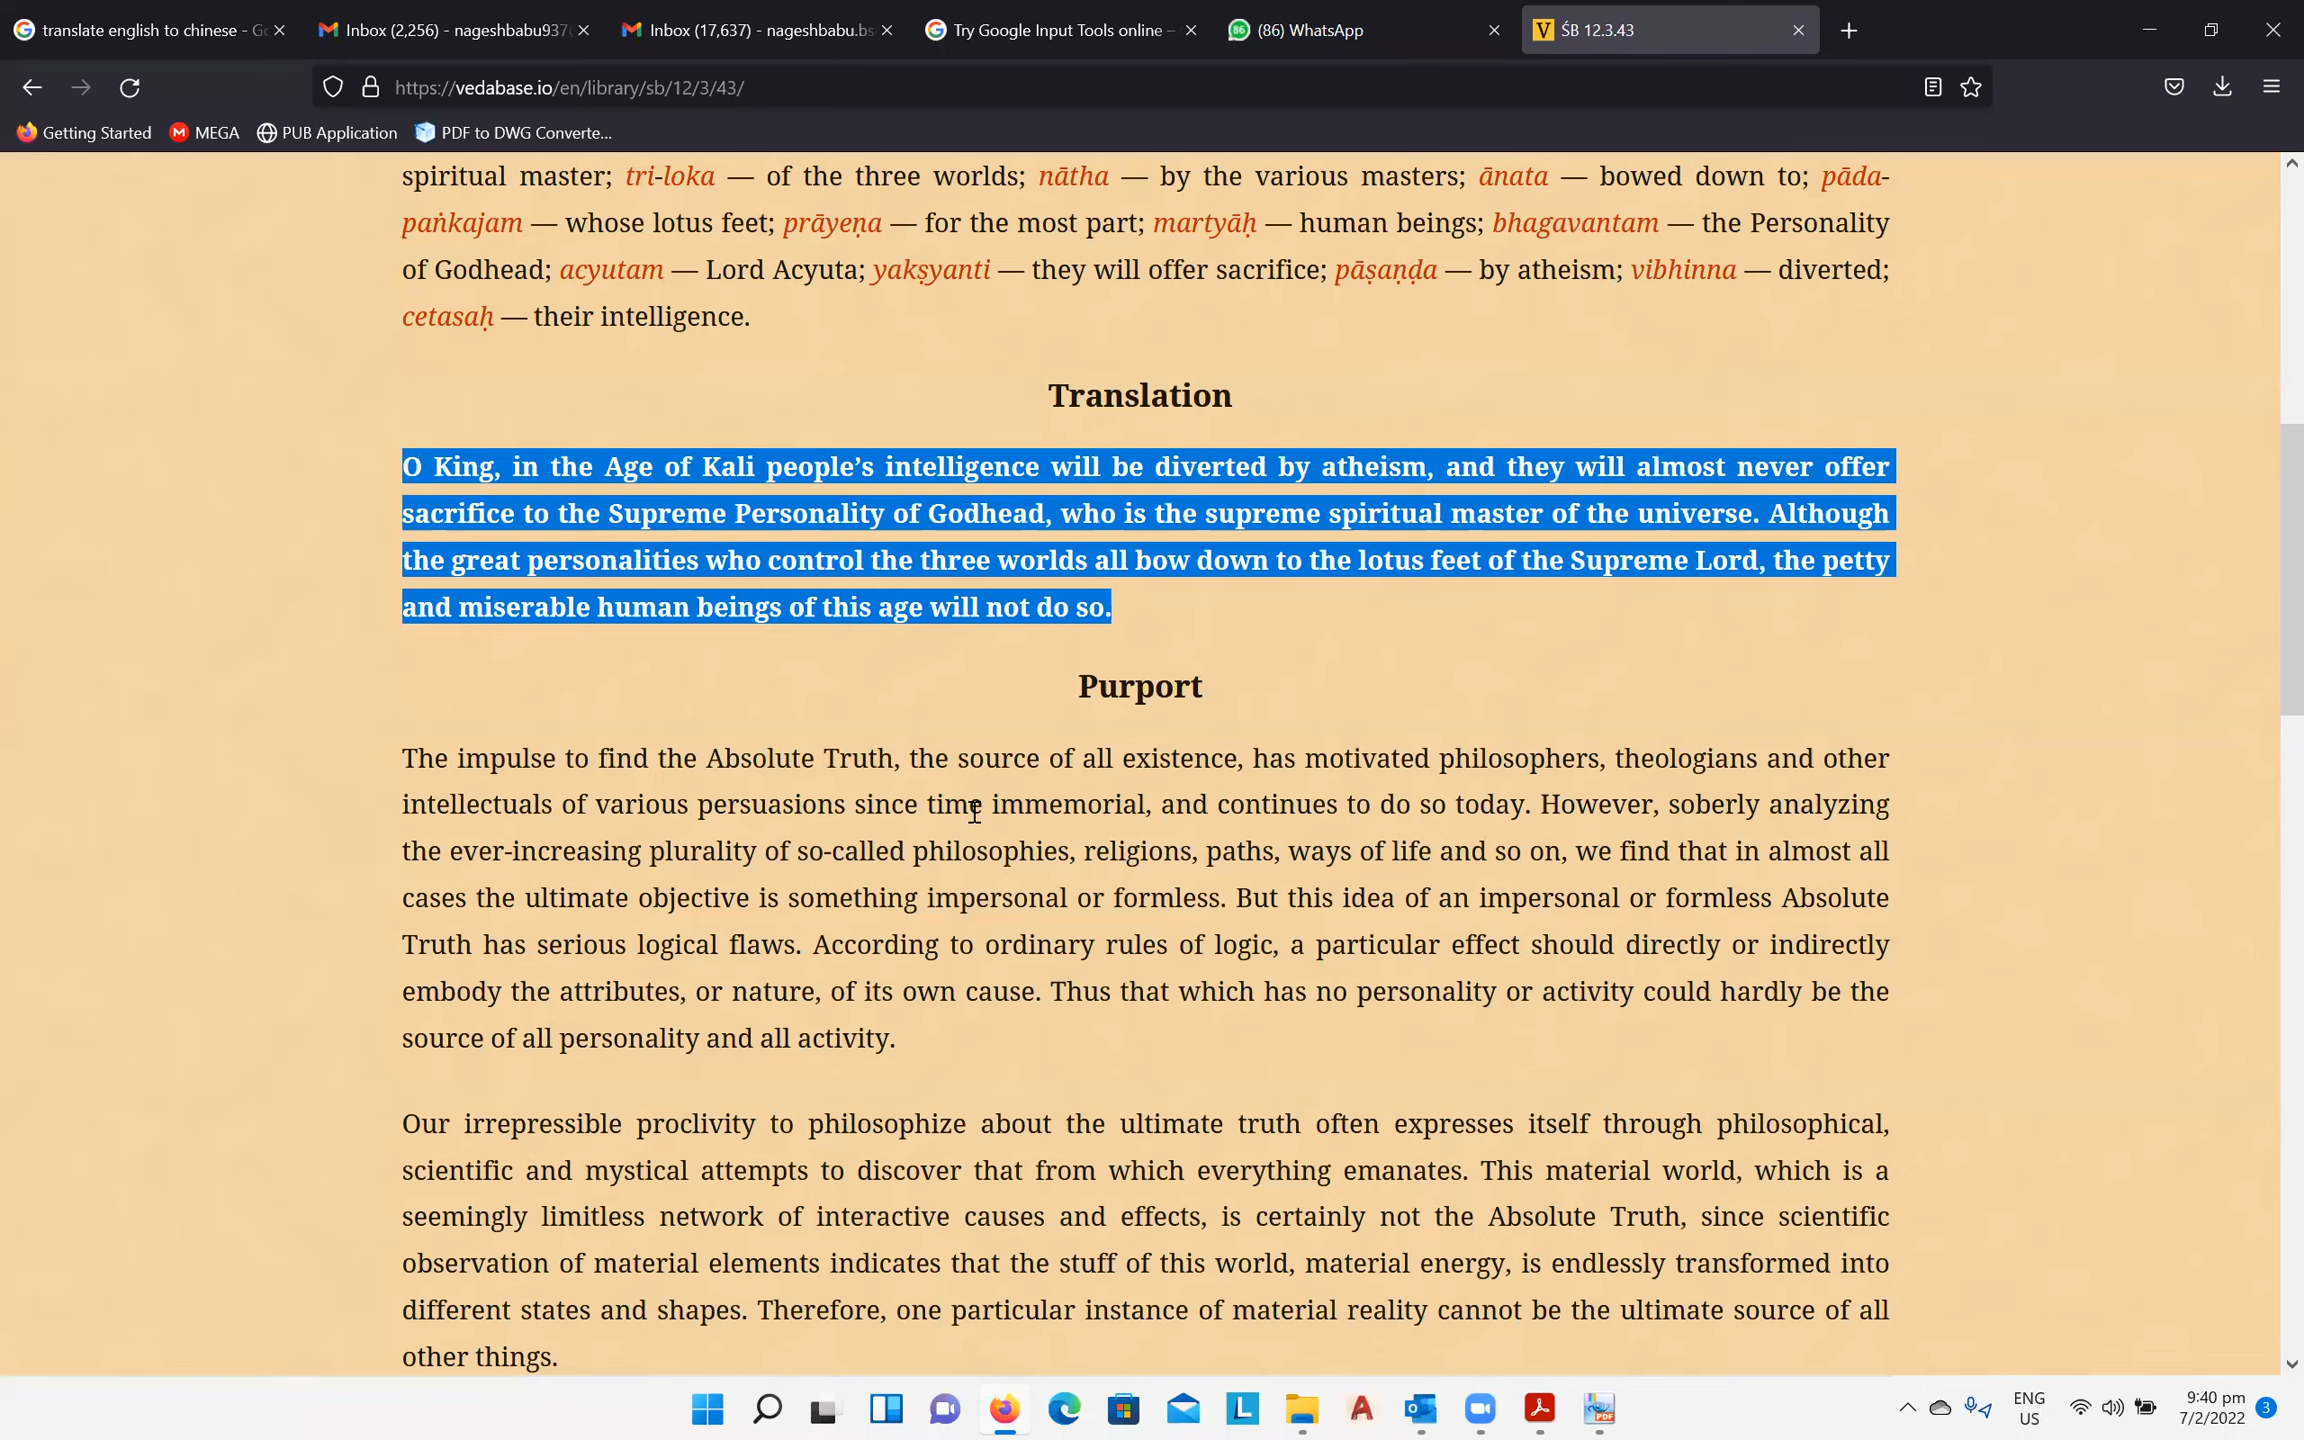 translate english to chinese - Go
Inbox (2,256) - nageshbabu937
Inbox (17,637) - nageshbabu.bs
Try Google Input Tools online –
(86) WhatsApp
ŚB 12.3.43
https://vedabase.io/en/library/sb/12/3/43/
Getting Started
MEGA
PUB Application
PDF to DWG Converte...
spiritual master; tri-loka — of the three worlds; nātha — by the various masters; ānata — bowed down to; pāda-
paṅkajam — whose lotus feet; prāyeṇa — for the most part; martyāḥ — human beings; bhagavantam — the Personality
of Godhead; acyutam — Lord Acyuta; yakṣyanti — they will offer sacrifice; pāṣaṇḍa — by atheism; vibhinna — diverted;
cetasaḥ — their intelligence.
Translation
O King, in the Age of Kali people’s intelligence will be diverted by atheism, and they will almost never offer
sacrifice to the Supreme Personality of Godhead, who is the supreme spiritual master of the universe. Although
the great personalities who control the three worlds all bow down to the lotus feet of the Supreme Lord, the petty
and miserable human beings of this age will not do so.
Purport
The impulse to find the Absolute Truth, the source of all existence, has motivated philosophers, theologians and other
intellectuals of various persuasions since time immemorial, and continues to do so today. However, soberly analyzing
the ever-increasing plurality of so-called philosophies, religions, paths, ways of life and so on, we find that in almost all
cases the ultimate objective is something impersonal or formless. But this idea of an impersonal or formless Absolute
Truth has serious logical flaws. According to ordinary rules of logic, a particular effect should directly or indirectly
embody the attributes, or nature, of its own cause. Thus that which has no personality or activity could hardly be the
source of all personality and all activity.
Our irrepressible proclivity to philosophize about the ultimate truth often expresses itself through philosophical,
scientific and mystical attempts to discover that from which everything emanates. This material world, which is a
seemingly limitless network of interactive causes and effects, is certainly not the Absolute Truth, since scientific
observation of material elements indicates that the stuff of this world, material energy, is endlessly transformed into
different states and shapes. Therefore, one particular instance of material reality cannot be the ultimate source of all
other things.
ENG
US
9:40 pm
7/2/2022
3